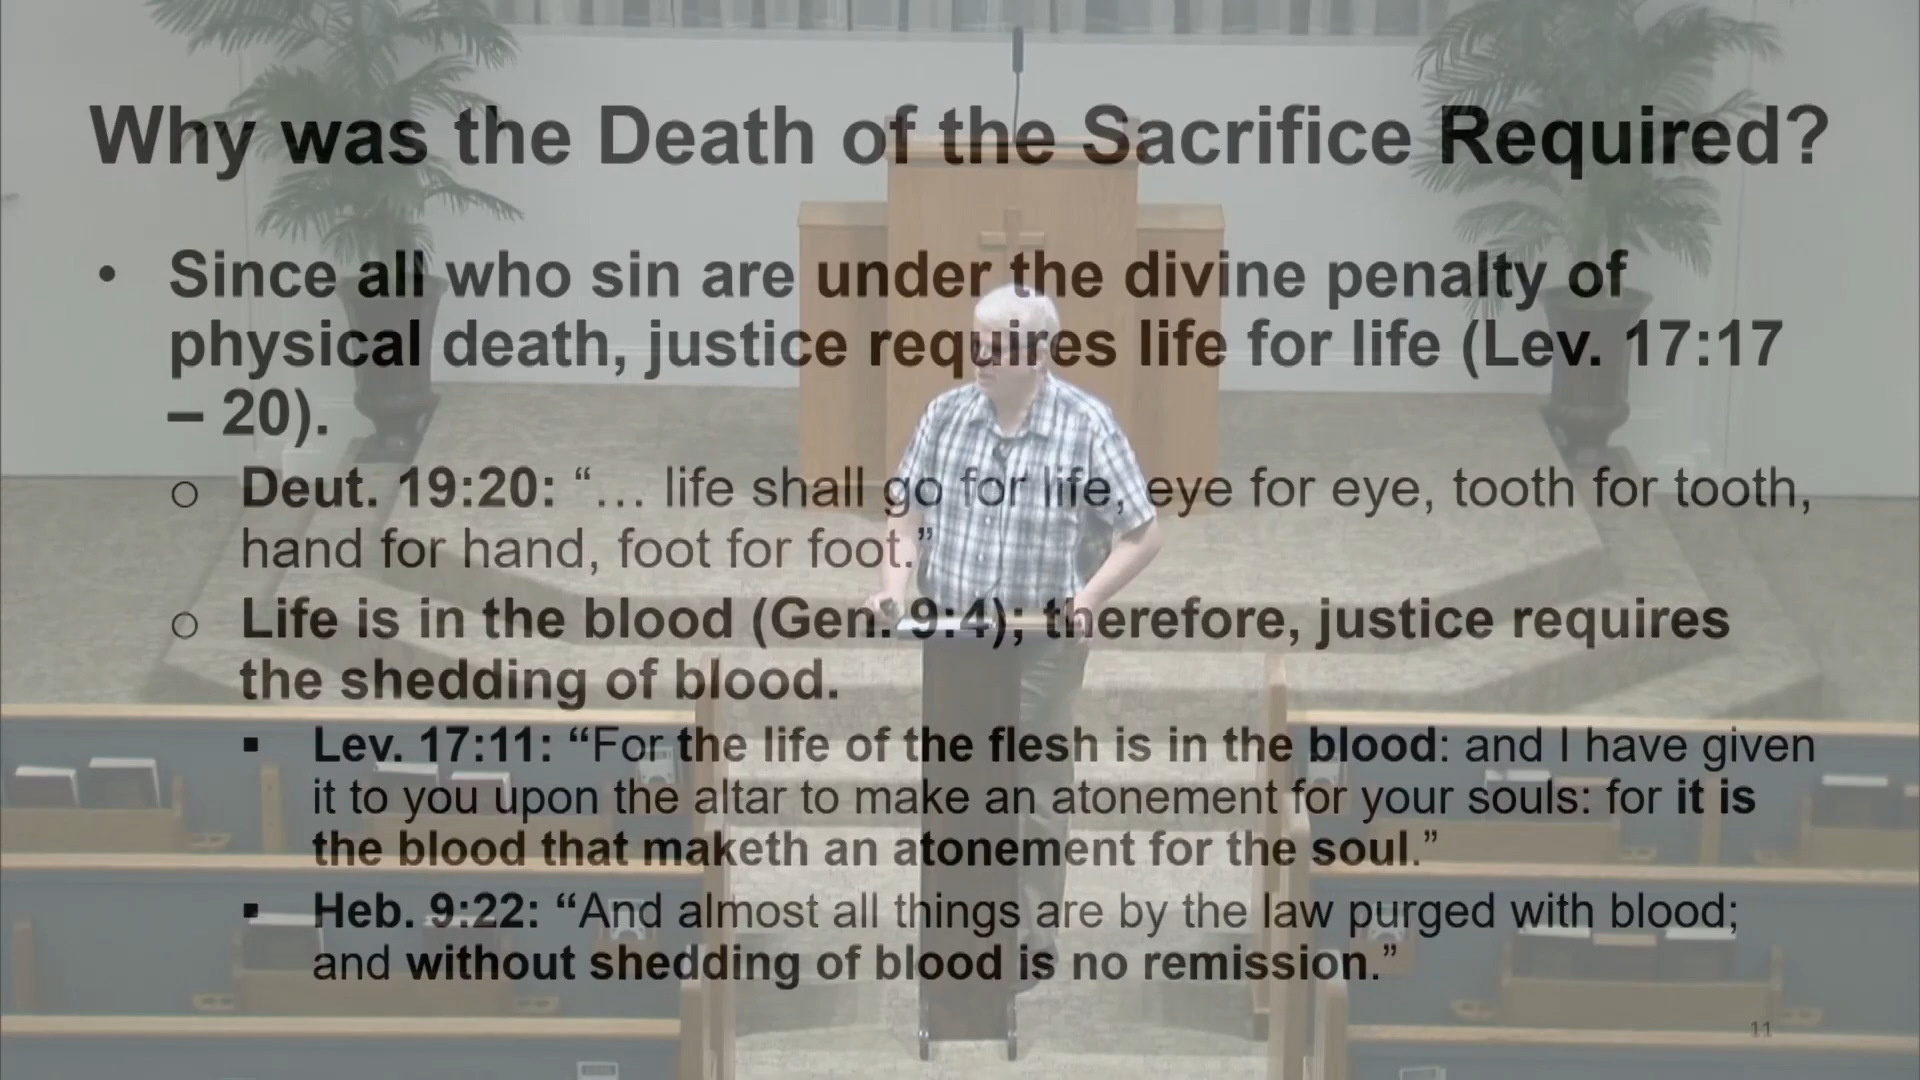 Why was the Death of the Sacrifice Required?
• Since all who sin are under the divine penalty of
physical death, justice requires life for life (Lev. 17:17
– 20).
o Deut. 19:20: “… life shall go for life, eye for eye, tooth for tooth,
hand for hand, foot for foot.”
o Life is in the blood (Gen. 9:4); therefore, justice requires
the shedding of blood.
▪ Lev. 17:11: “For the life of the flesh is in the blood: and I have given
it to you upon the altar to make an atonement for your souls: for it is
the blood that maketh an atonement for the soul.”
▪ Heb. 9:22: “And almost all things are by the law purged with blood;
and without shedding of blood is no remission.”
11